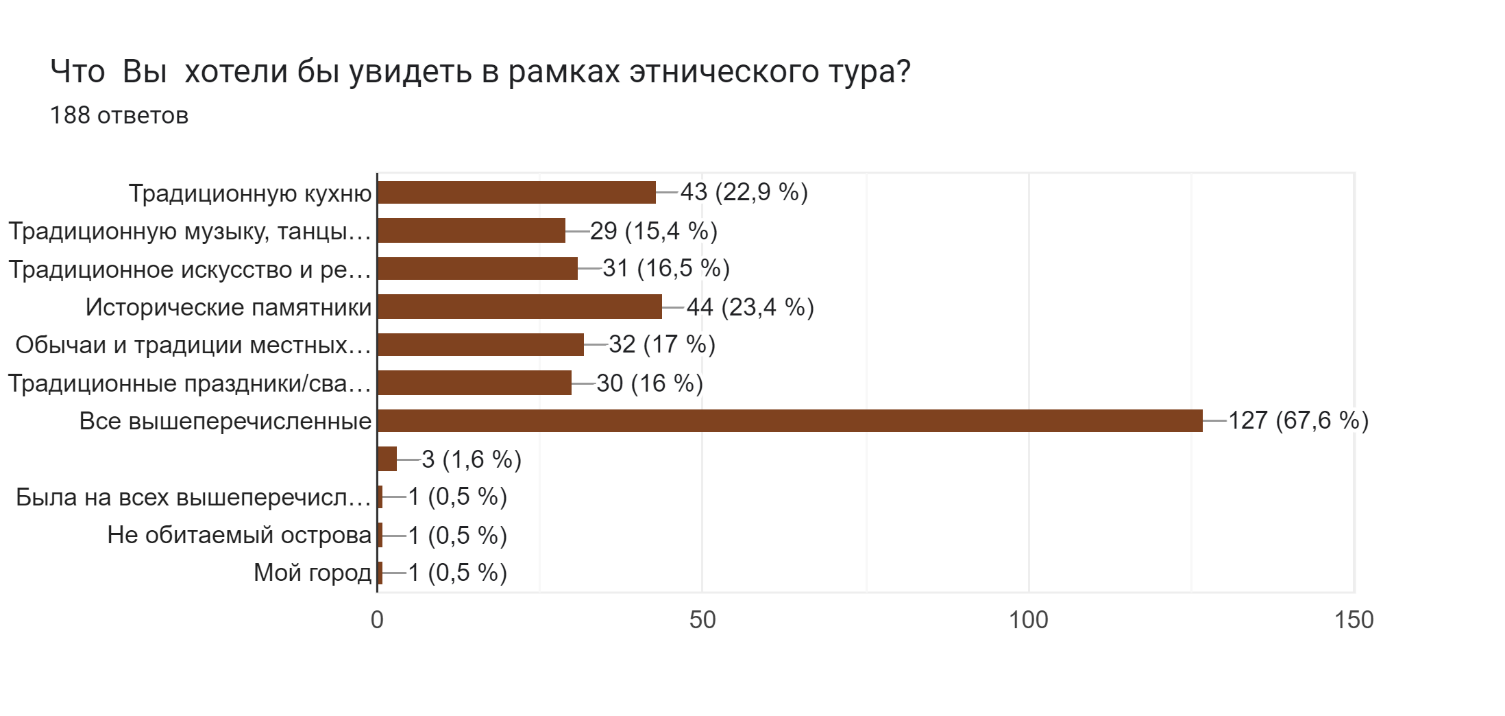 Что  Вы  хотели бы увидеть в рамках этнического тура?
188 ответов
Традиционную кухню 43 (22,9 %)
Традиционную музыку, танцы… 29 (15,4 %)
Традиционное искусство и ре… 31 (16,5 %)
Исторические памятники 44 (23,4 %)
Обычаи и традиции местных… 32 (17 %)
Традиционные праздники/сва… 30 (16 %)
Все вышеперечисленные 127 (67,6 %)
3 (1,6 %)
Была на всех вышеперечисл… 1 (0,5 %)
Не обитаемый острова 1 (0,5 %)
Мой город 1 (0,5 %)
0 50 100 150